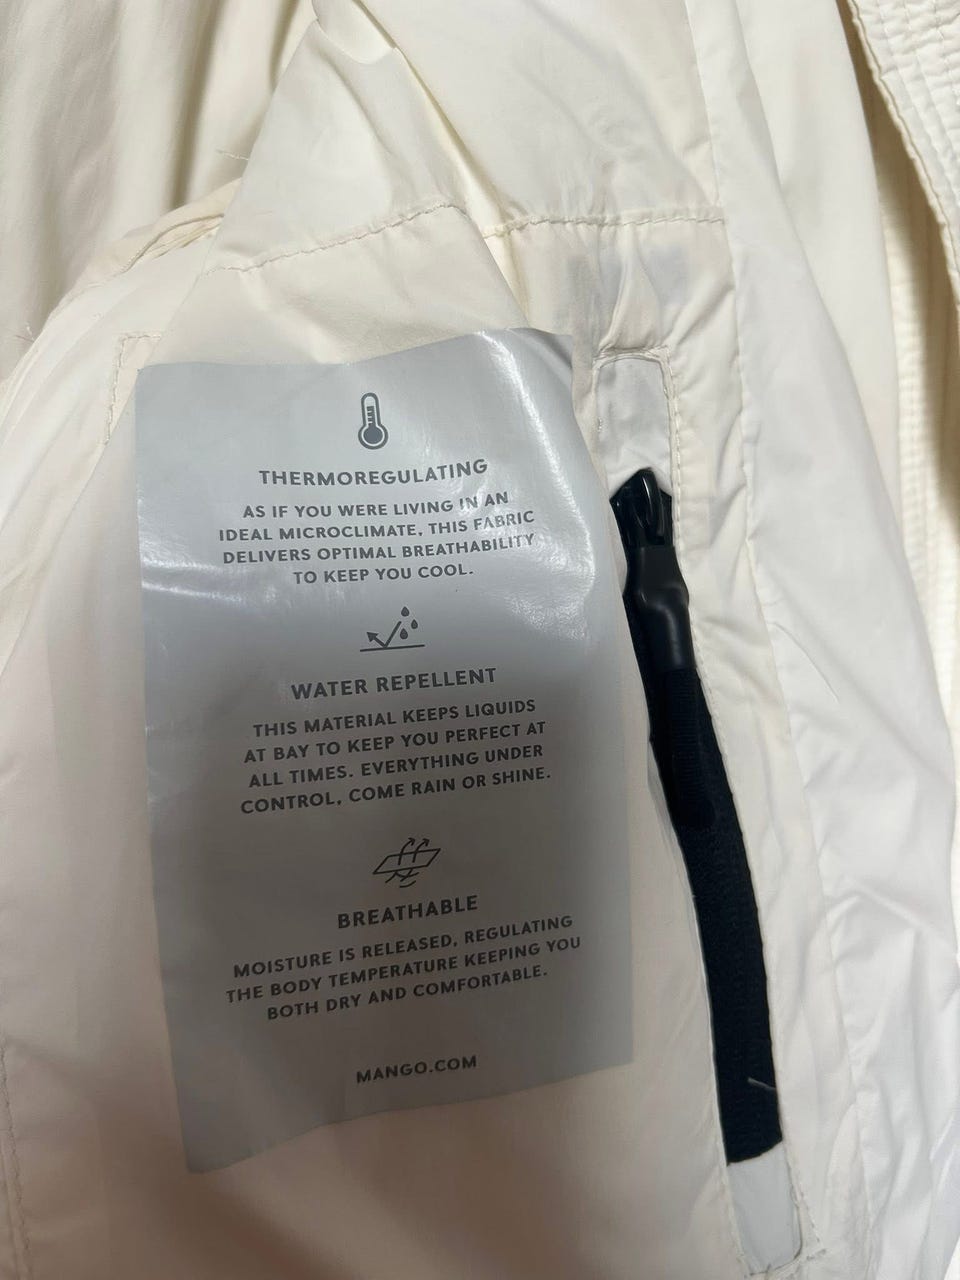 THERMOREGULATING
AS IF YOU WERE LIVING IN AN
IDEAL MICROCLIMATE, THIS FABRIC
DELIVERS OPTIMAL BREATHABILITY
TO KEEP YOU COOL.
WATER REPELLENT
THIS MATERIAL KEEPS LIQUIDS
AT BAY TO KEEP YOU PERFECT AT
ALL TIMES. EVERYTHING UNDER
CONTROL, COME RAIN OR SHINE.
BREATHABLE
MOISTURE IS RELEASED, REGULATING
THE BODY TEMPERATURE KEEPING YOU
BOTH DRY AND COMFORTABLE.
MANGO.COM